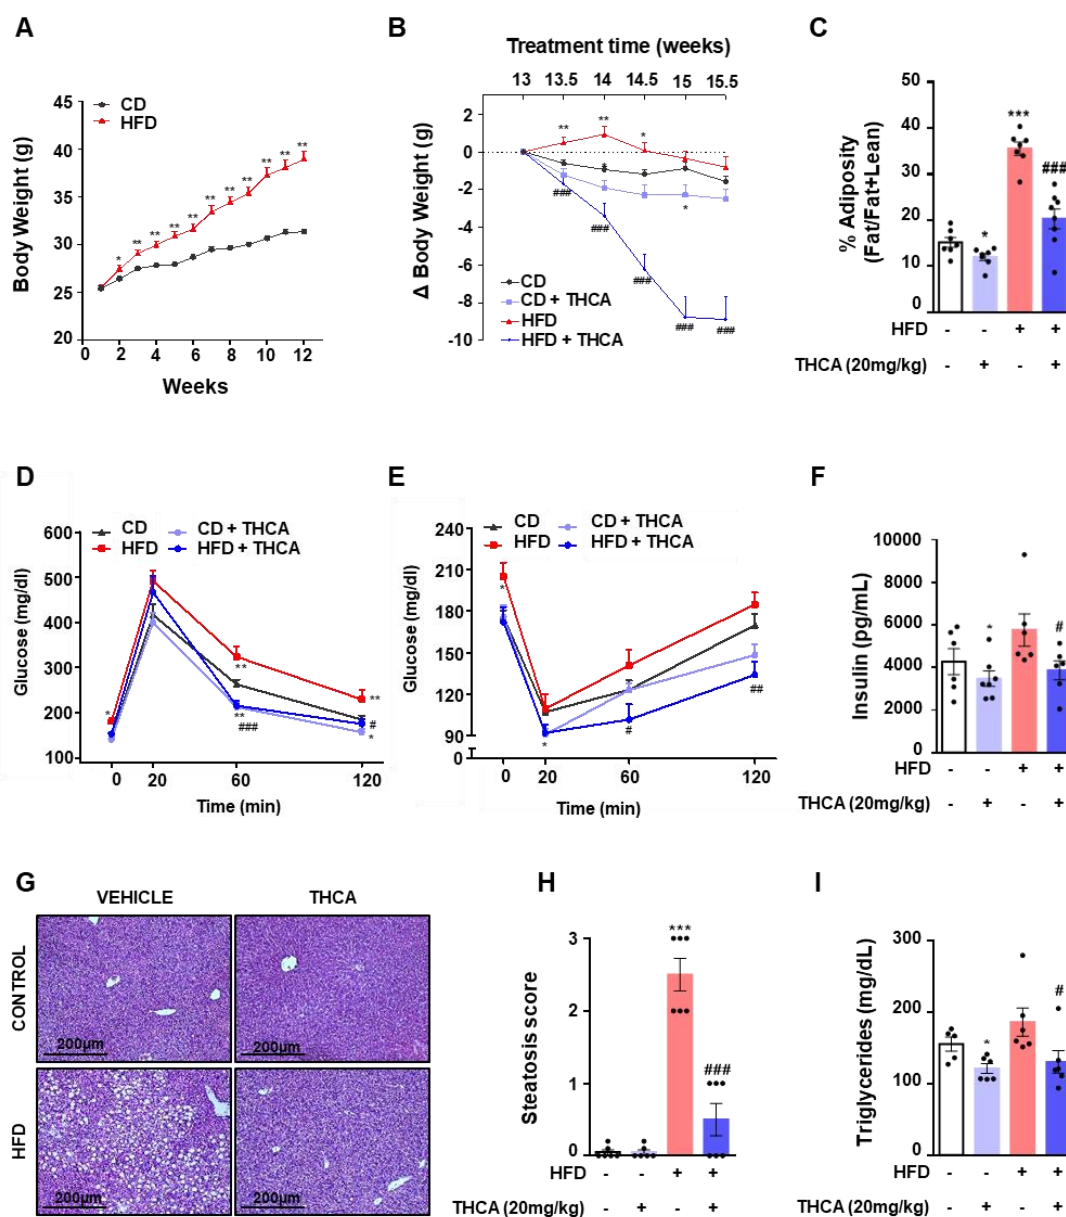 A
CD
HFD
Body Weight (g)
45
40
35
30
25
20
** ** ** ** ** ** ** ** ** ** *
0 2 4 6 8 10 12
Weeks
B
Treatment time (weeks)
13 13.5 14 14.5 15 15.5
Δ Body Weight (g)
2
0
-2
-4
-6
-8
-10
** ** *
*
*
###
###
###
### ###
CD
CD + THCA
HFD
HFD + THCA
C
% Adiposity
(Fat/Fat+Lean)
50
40
30
20
10
0
***
###
*
HFD - - + +
THCA (20mg/kg) - + - +
D
CD CD + THCA
HFD HFD + THCA
Glucose (mg/dl)
600
500
400
300
200
100
*
**
**
###
**
#
*
0 20 60 120
Time (min)
E
CD CD + THCA
HFD HFD + THCA
Glucose (mg/dl)
240
210
180
150
120
90
0
*
*
#
##
0 20 60 120
Time (min)
F
Insulin (pg/mL)
10000
8000
6000
4000
2000
0
* #
HFD - - + +
THCA (20mg/kg) - + - +
G
VEHICLE THCA
CONTROL
200µm 200µm
HFD
200µm 200µm
H
Steatosis score
3
2
1
0
***
###
HFD - - + +
THCA (20mg/kg) - + - +
I
Triglycerides (mg/dL)
300
200
100
0
#
*
HFD - - + +
THCA (20mg/kg) - + - +